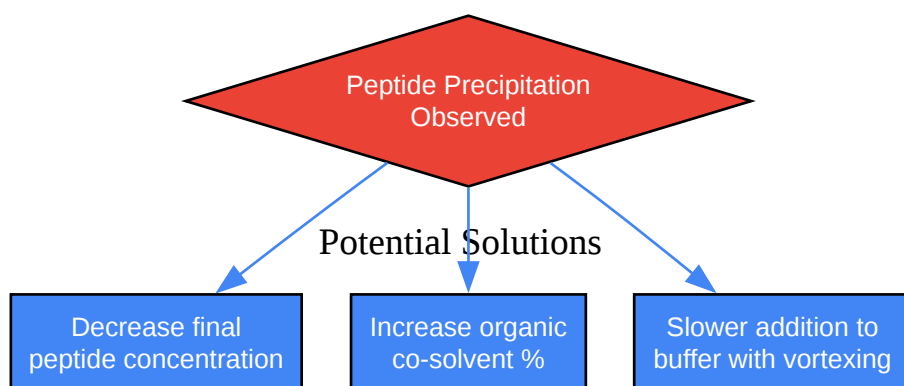 Peptide Precipitation
Observed
Potential Solutions
Decrease final
peptide concentration
Increase organic
co-solvent %
Slower addition to
buffer with vortexing